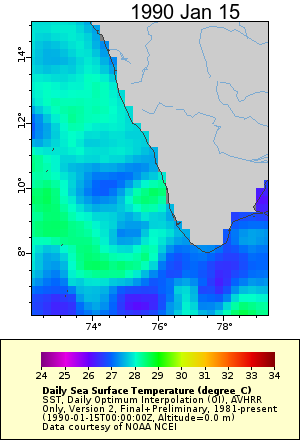 1990 Jan 15
14°
12°
10°
8°
74° 76° 78°
24 25 26 27 28 29 30 31 32 33 34
Daily Sea Surface Temperature (degree_C)
SST, Daily Optimum Interpolation (OI), AVHRR
Only, Version 2, Final+Preliminary, 1981-present
(1990-01-15T00:00:00Z, Altitude=0.0 m)
Data courtesy of NOAA NCEI